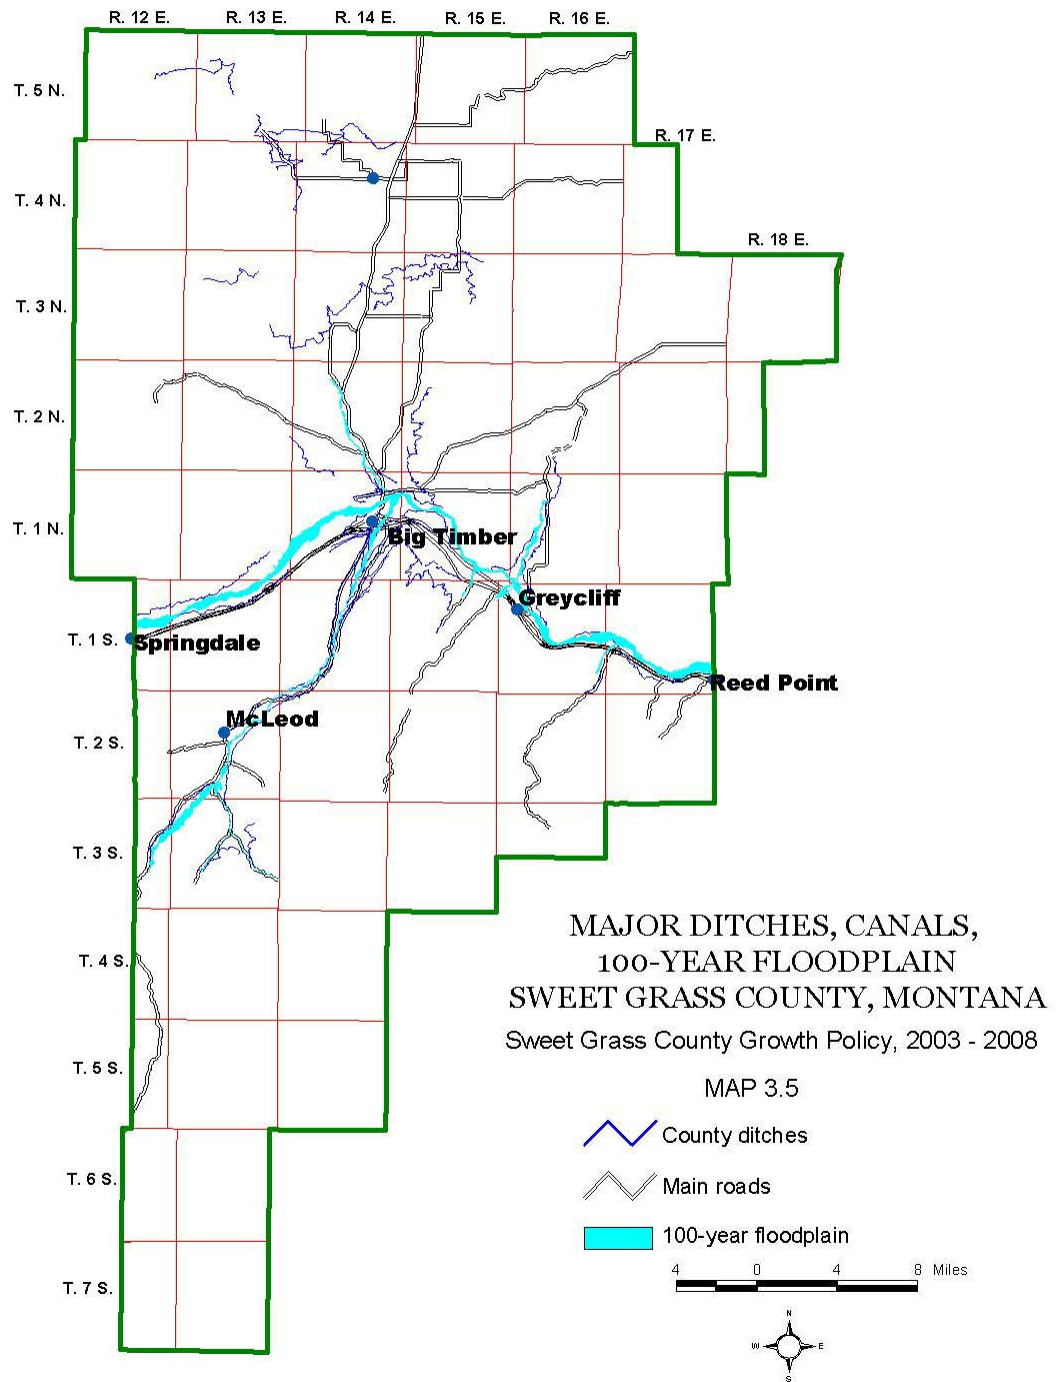 R. 12 E. R. 13 E. R. 14 E. R. 15 E. R. 16 E.
T. 5 N.
R. 17 E.
T. 4 N.
R. 18 E.
T. 3 N.
T. 2 N.
T. 1 N.
Big Timber
Greycliff
T. 1 S.
Springdale
Reed Point
McLeod
T. 2 S.
T. 3 S.
MAJOR DITCHES, CANALS,
100-YEAR FLOODPLAIN
SWEET GRASS COUNTY, MONTANA
T. 4 S.
Sweet Grass County Growth Policy, 2003 - 2008
T. 5 S.
MAP 3.5
County ditches
T. 6 S.
Main roads
100-year floodplain
4 0 4 8 Miles
T. 7 S.
N
W E
S